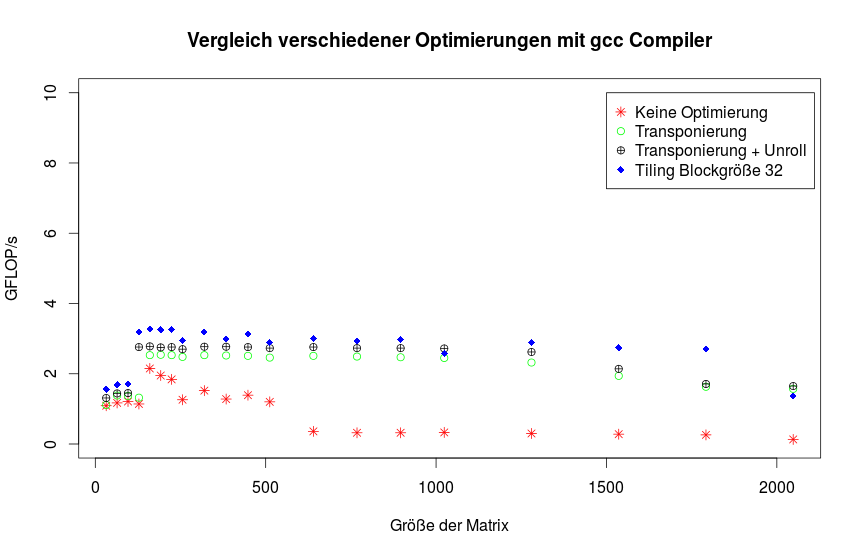 Vergleich verschiedener Optimierungen mit gcc Compiler
Keine Optimierung
Transponierung
Transponierung + Unroll
Tiling Blockgröße 32
GFLOP/s
10
8
6
4
2
0
0 500 1000 1500 2000
Größe der Matrix